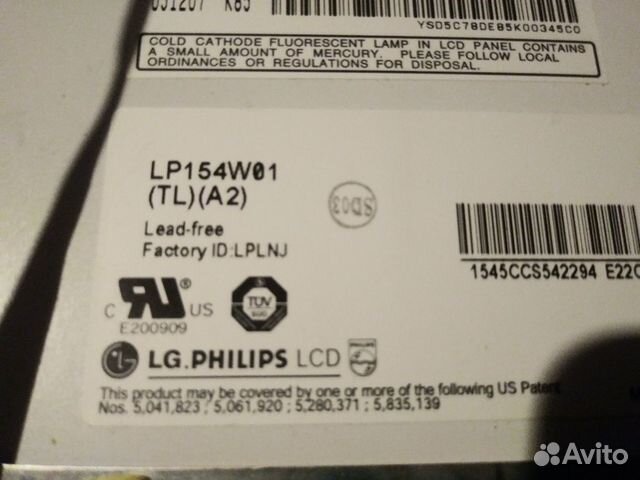 YSD5C78DE85K00345C0
COLD CATHODE FLUORESCENT LAMP IN LCD PANEL CONTAINS
A SMALL AMOUNT OF MERCURY, PLEASE FOLLOW LOCAL
ORDINANCES OR REGULATIONS FOR DISPOSAL.
LP154W01
(TL)(A2)
SD03
Lead-free
Factory ID:LPLNJ
1545CCS542294 E22C
C RU ® US
TÜV
E200909
LG.PHILIPS LCD
PHILIPS
This product may be covered by one or more of the following US Patent
Nos. 5,041,823 ; 5,061,920 ; 5,280,371 ; 5,835,139
Avito